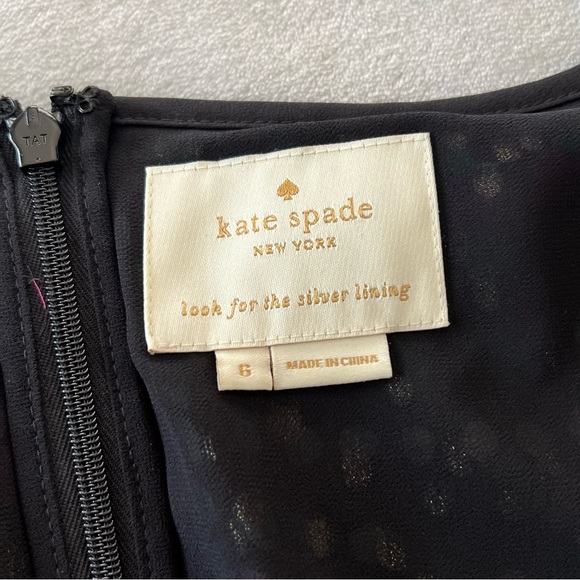 TAT
kate spade
NEW YORK
look for the silver lining
6
MADE IN CHINA